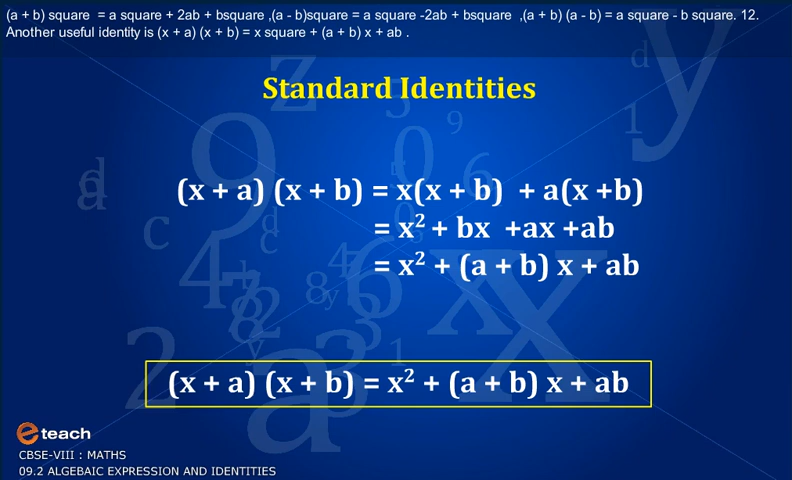 (a + b) square = a square + 2ab + bsquare ,(a - b)square = a square -2ab + bsquare ,(a + b) (a - b) = a square - b square. 12.
Another useful identity is (x + a) (x + b) = x square + (a + b) x + ab .
Standard Identities
(x + a) (x + b) = x(x + b) + a(x +b)
= x² + bx +ax +ab
= x² + (a + b) x + ab
(x + a) (x + b) = x² + (a + b) x + ab
eteach
CBSE-VIII : MATHS
09.2 ALGEBAIC EXPRESSION AND IDENTITIES